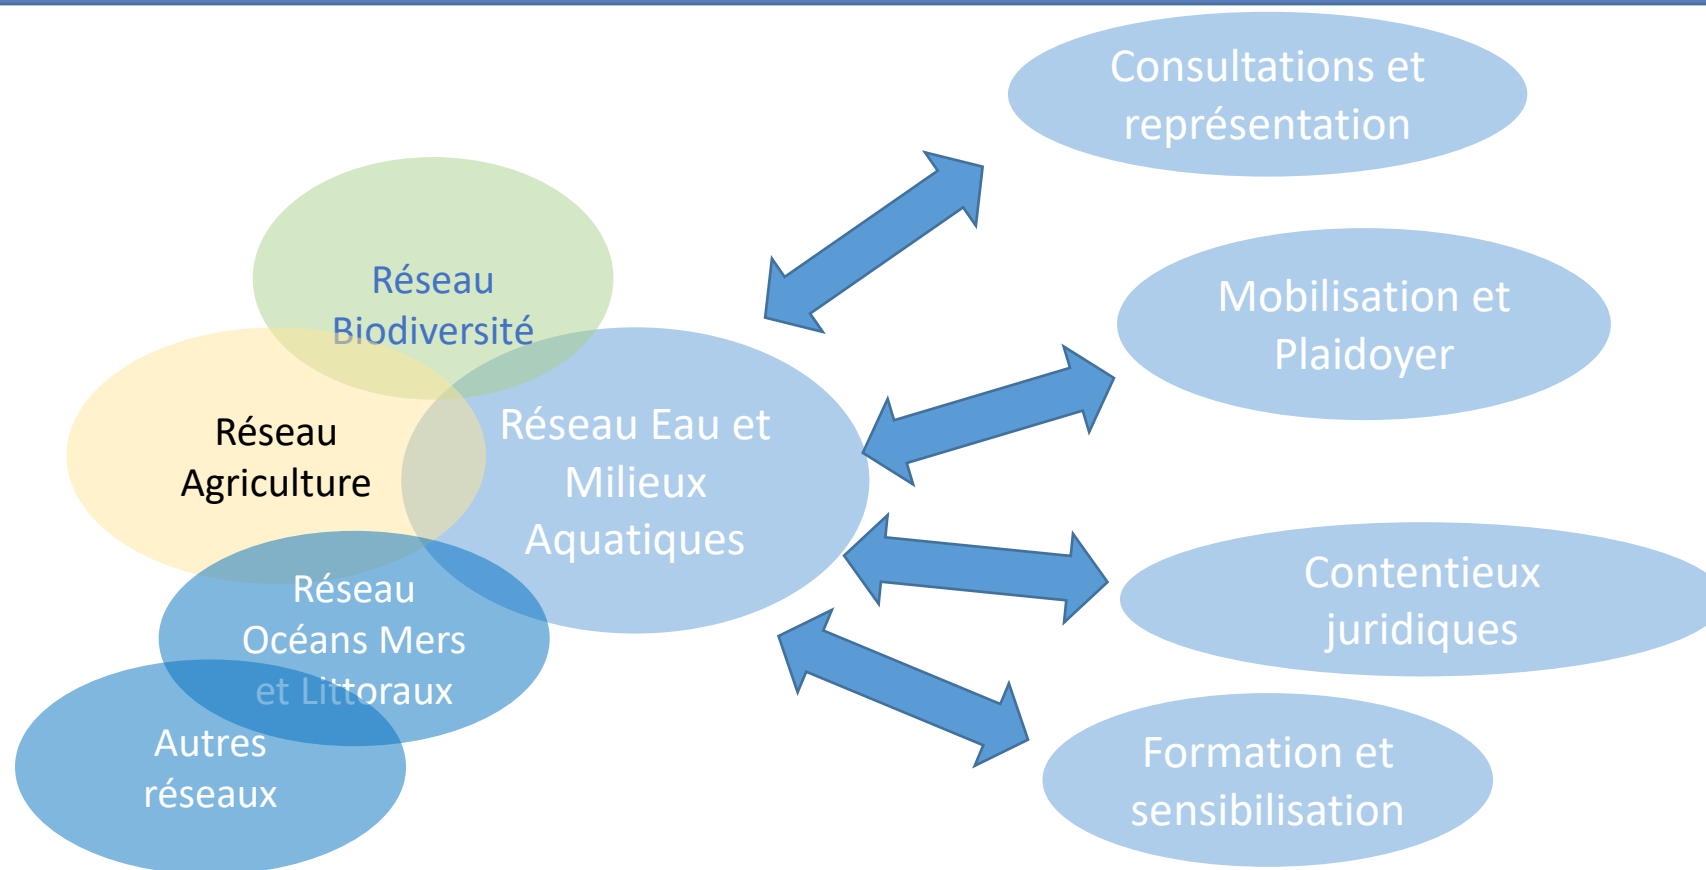 Consultations et
représentation
Réseau
Biodiversité
Mobilisation et
Plaidoyer
Réseau
Agriculture
Réseau Eau et
Milieux
Aquatiques
Contentieux
juridiques
Réseau
Océans Mers
et Littoraux
Autres
réseaux
Formation et
sensibilisation